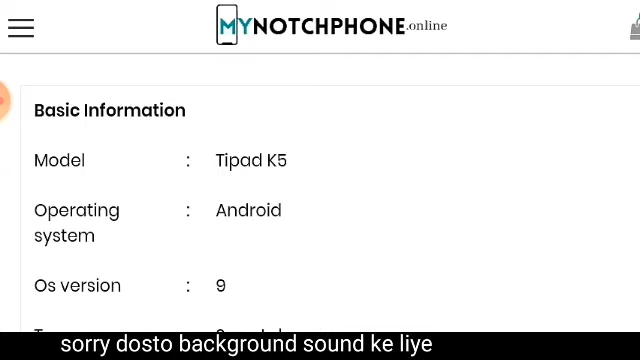 MYNOTCHPHONE.online
Basic Information
Model : Tipad K5
Operating system : Android
Os version : 9
sorry dosto background sound ke liye